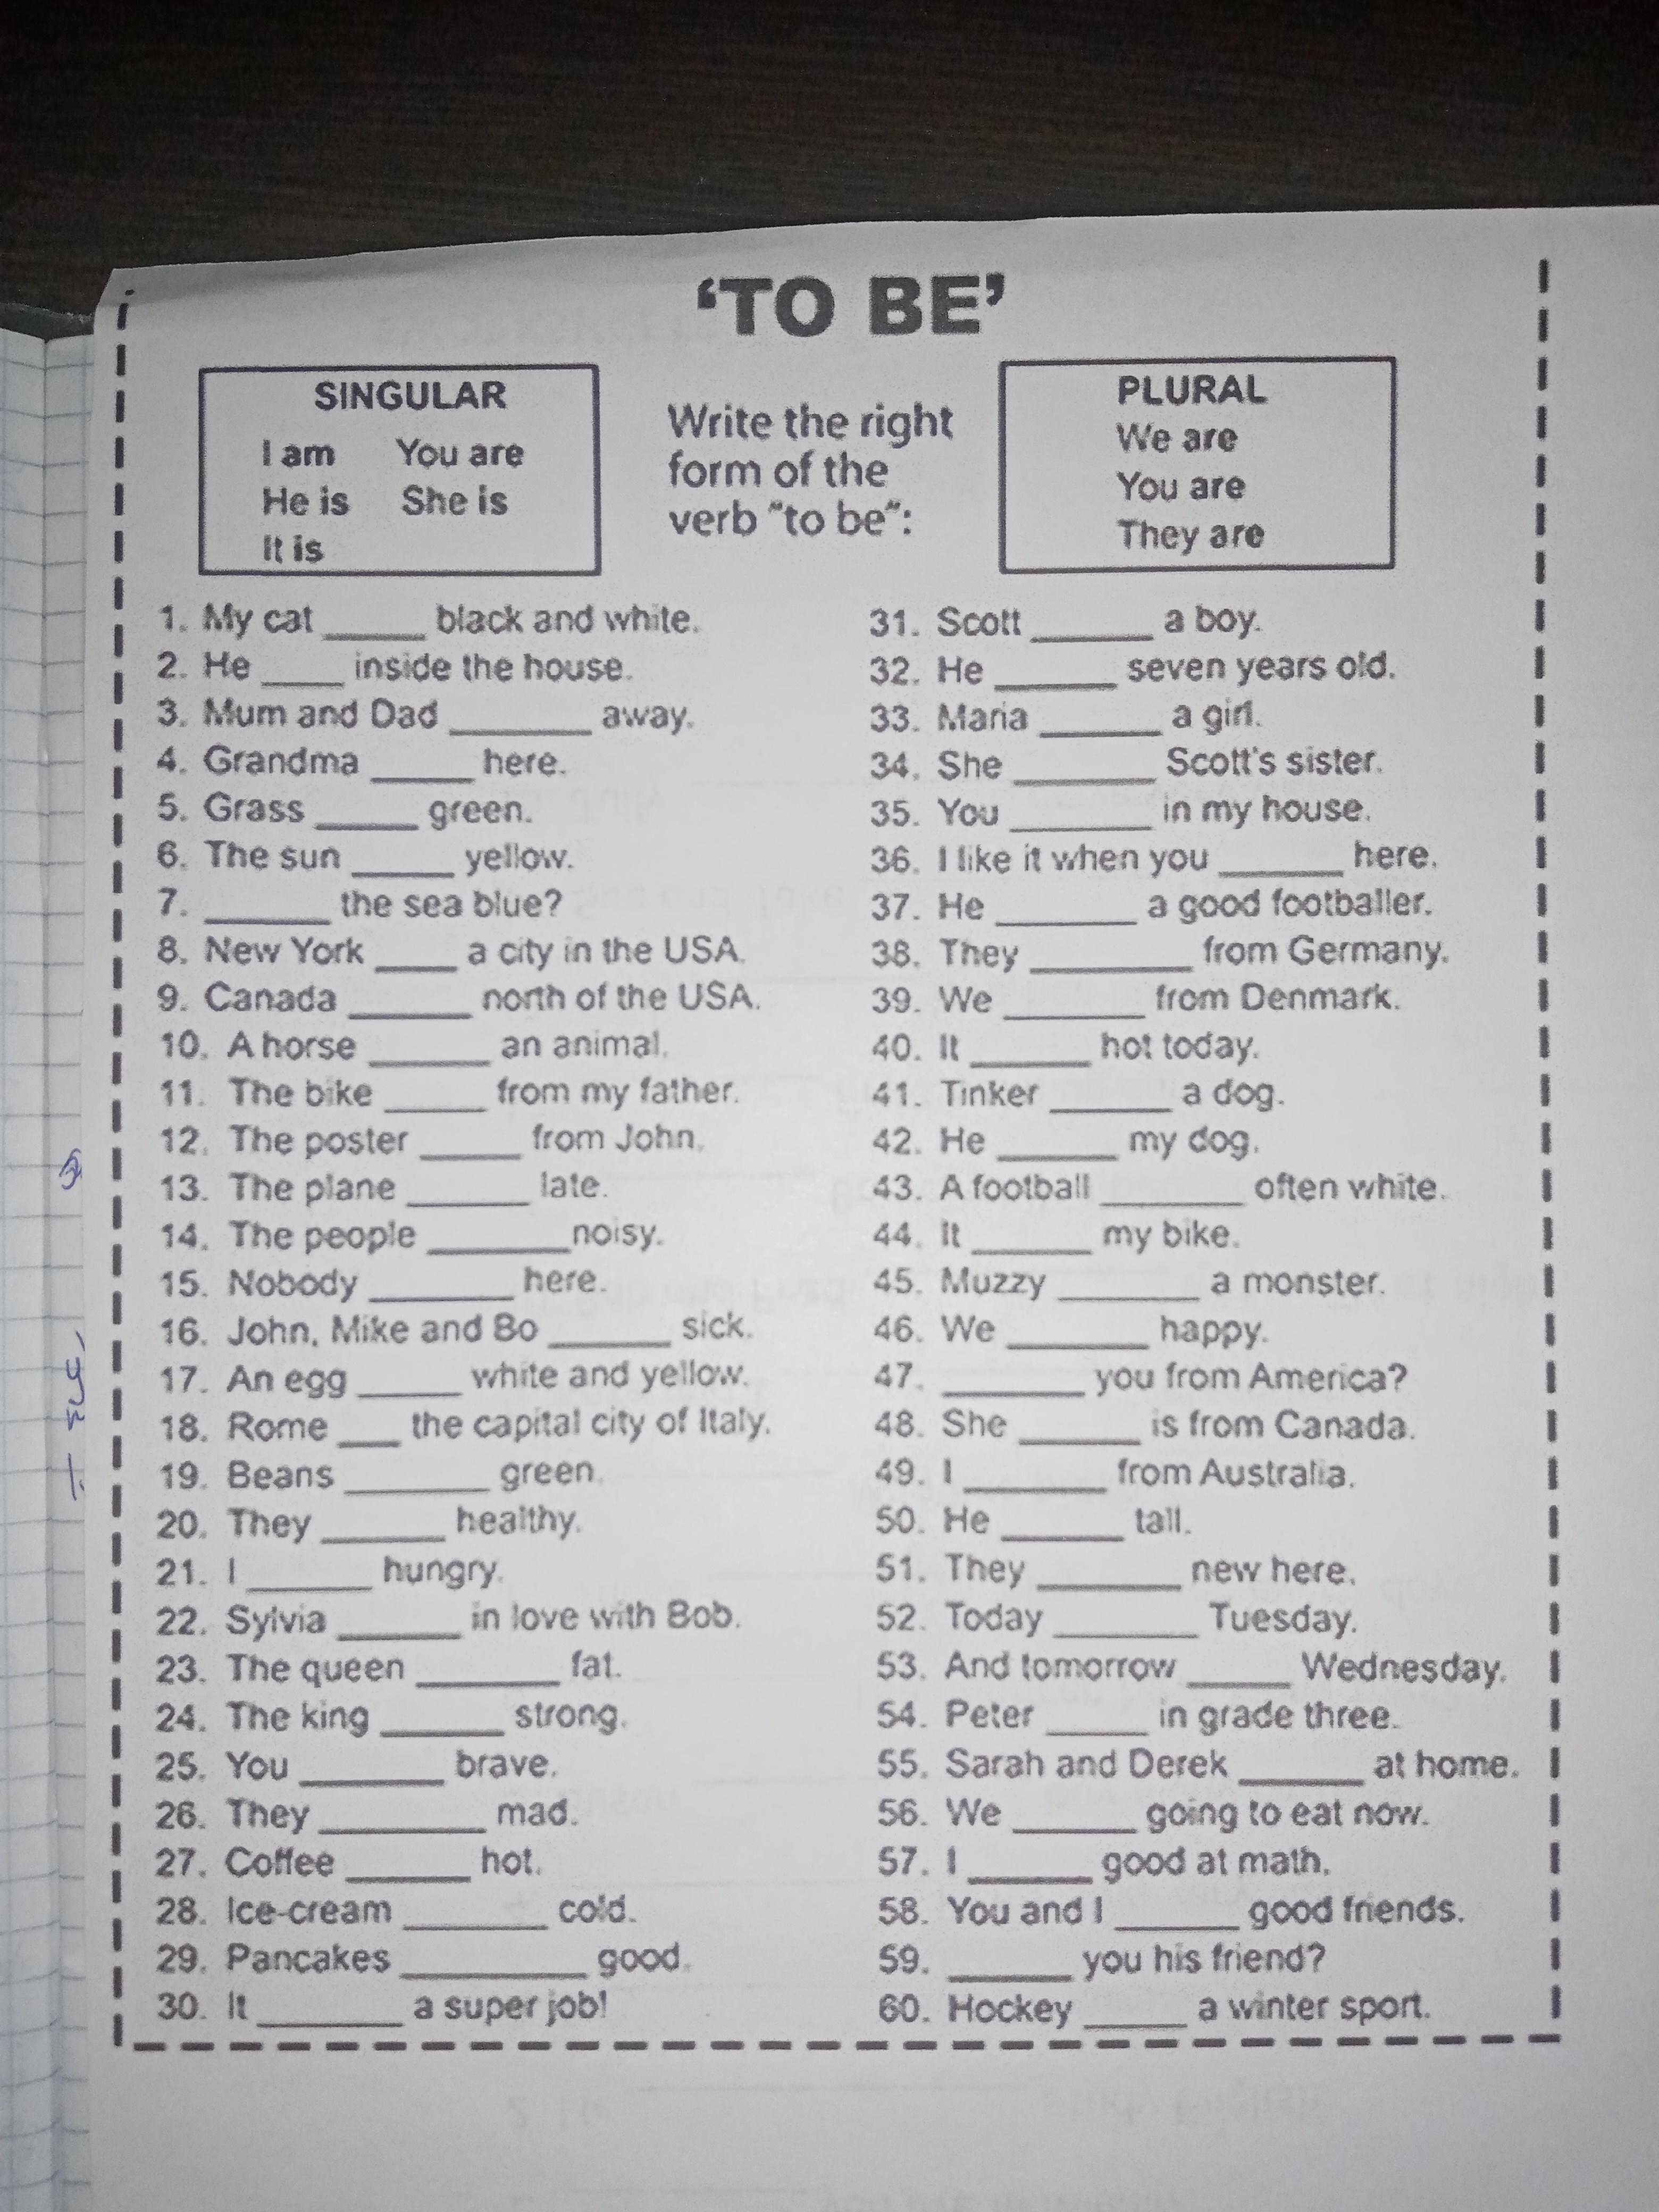 ‘TO BE’
SINGULAR
I am You are
He is She is
It is
Write the right
form of the
verb "to be":
PLURAL
We are
You are
They are
1. My cat _____ black and white.
2. He ____ inside the house.
3. Mum and Dad _______ away.
4. Grandma _____ here.
5. Grass _____ green.
6. The sun _____ yellow.
7. ______ the sea blue?
8. New York ____ a city in the USA.
9. Canada ______ north of the USA.
10. A horse ______ an animal.
11. The bike _____ from my father.
12. The poster _____ from John.
13. The plane ______ late.
14. The people _______ noisy.
15. Nobody _______ here.
16. John, Mike and Bo ______ sick.
17. An egg _____ white and yellow.
18. Rome ___ the capital city of Italy.
19. Beans _______ green.
20. They ______ healthy.
21. I ______ hungry.
22. Sylvia ______ in love with Bob.
23. The queen _______ fat.
24. The king ______ strong.
25. You _______ brave.
26. They ________ mad.
27. Coffee ______ hot.
28. Ice-cream _______ cold.
29. Pancakes _________ good.
30. It _______ a super job!
31. Scott ______ a boy.
32. He ______ seven years old.
33. Maria ______ a girl.
34. She _______ Scott's sister.
35. You _______ in my house.
36. I like it when you ______ here.
37. He _______ a good footballer.
38. They ________ from Germany.
39. We _______ from Denmark.
40. It ______ hot today.
41. Tinker ______ a dog.
42. He ______ my dog.
43. A football _______ often white.
44. It ______ my bike.
45. Muzzy _______ a monster.
46. We _______ happy.
47. _______ you from America?
48. She ______ is from Canada.
49. I _______ from Australia.
50. He ______ tall.
51. They _______ new here.
52. Today _______ Tuesday.
53. And tomorrow _____ Wednesday.
54. Peter _____ in grade three.
55. Sarah and Derek ______ at home.
56. We ______ going to eat now.
57. I ______ good at math.
58. You and I ______ good friends.
59. ______ you his friend?
60. Hockey _____ a winter sport.